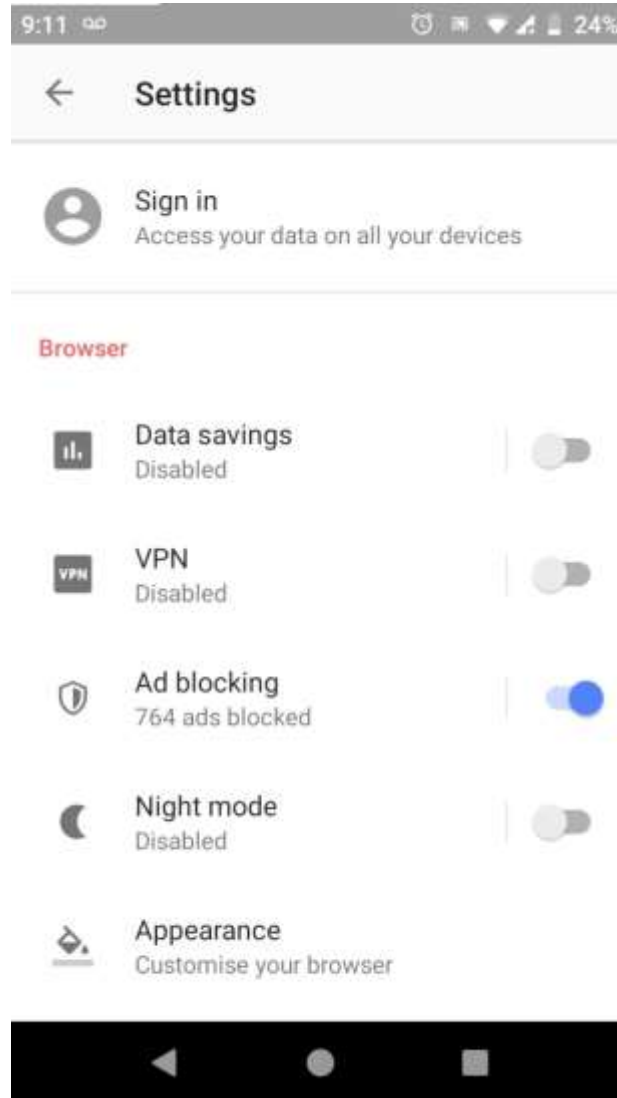 9:11 24%
Settings
Sign in
Access your data on all your devices
Browser
Data savings
Disabled
VPN
VPN
Disabled
Ad blocking
764 ads blocked
Night mode
Disabled
Appearance
Customise your browser